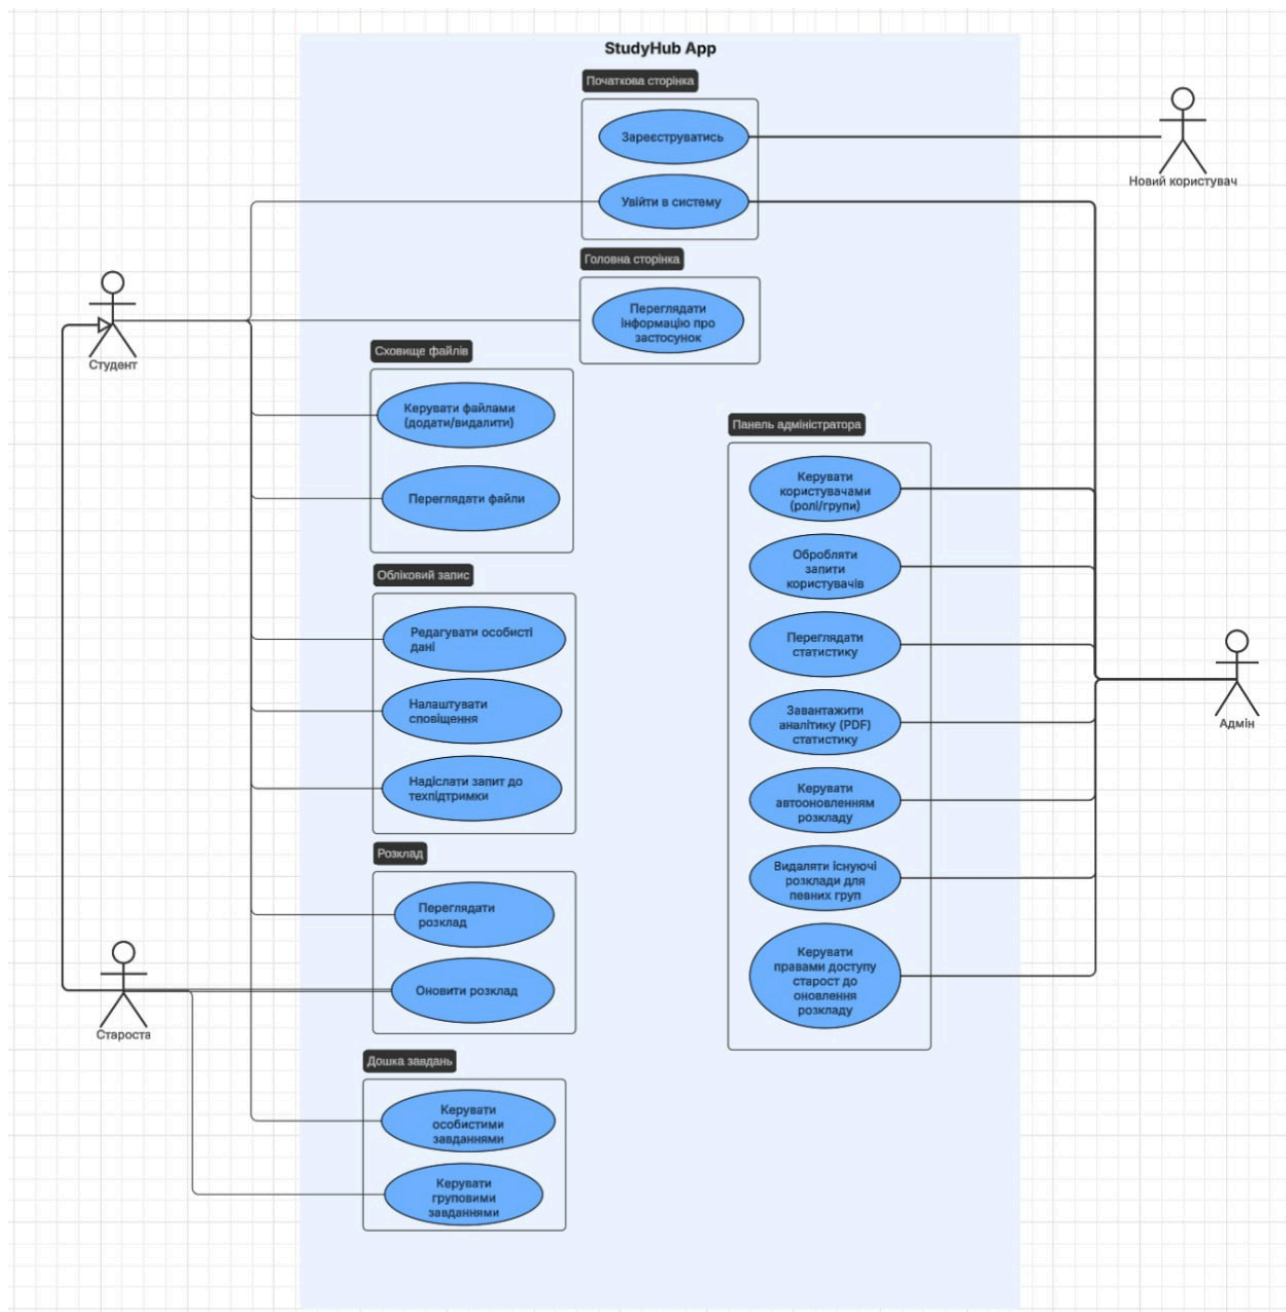 StudyHub App
Початкова сторінка
Зареєструватись
Новий користувач
Увійти в систему
Головна сторінка
Переглядати
інформацію про
застосунок
Студент
Сховище файлів
Керувати файлами
(додати/видалити)
Переглядати файли
Обліковий запис
Редагувати особисті
дані
Налаштувати
сповіщення
Надіслати запит до
техпідтримки
Розклад
Переглядати
розклад
Оновити розклад
Староста
Дошка завдань
Керувати
особистими
завданнями
Керувати
груповими
завданнями
Панель адміністратора
Керувати
користувачами
(ролі/групи)
Обробляти
запити
користувачів
Переглядати
статистику
Завантажити
аналітику (PDF)
статистику
Керувати
автооновленням
розкладу
Видаляти існуючі
розклади для
певних груп
Керувати
правами доступу
старост до
оновлення
розкладу
Адмін